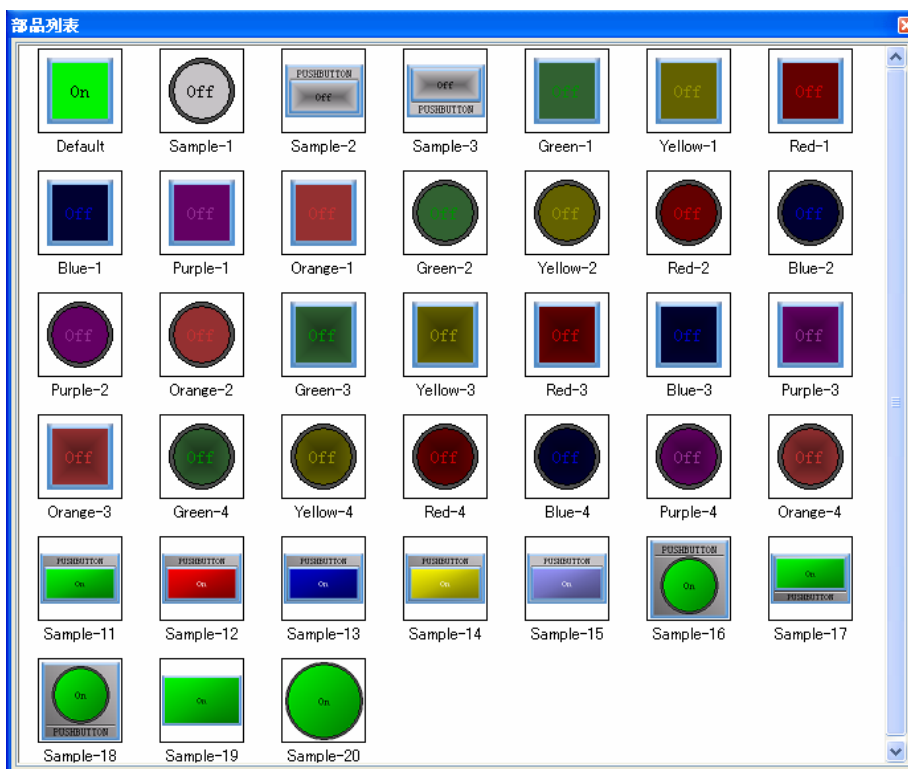 部品列表
On
Off
PUSHBUTTON
Off
Off
PUSHBUTTON
Off
Off
Off
Default
Sample-1
Sample-2
Sample-3
Green-1
Yellow-1
Red-1
Off
Off
Off
Off
Off
Off
Off
Blue-1
Purple-1
Orange-1
Green-2
Yellow-2
Red-2
Blue-2
Off
Off
Off
Off
Off
Off
Off
Purple-2
Orange-2
Green-3
Yellow-3
Red-3
Blue-3
Purple-3
Off
Off
Off
Off
Off
Off
Off
Orange-3
Green-4
Yellow-4
Red-4
Blue-4
Purple-4
Orange-4
PUSHBUTTON
On
PUSHBUTTON
On
PUSHBUTTON
On
PUSHBUTTON
On
PUSHBUTTON
On
PUSHBUTTON
On
On
PUSHBUTTON
Sample-11
Sample-12
Sample-13
Sample-14
Sample-15
Sample-16
Sample-17
On
PUSHBUTTON
On
On
Sample-18
Sample-19
Sample-20